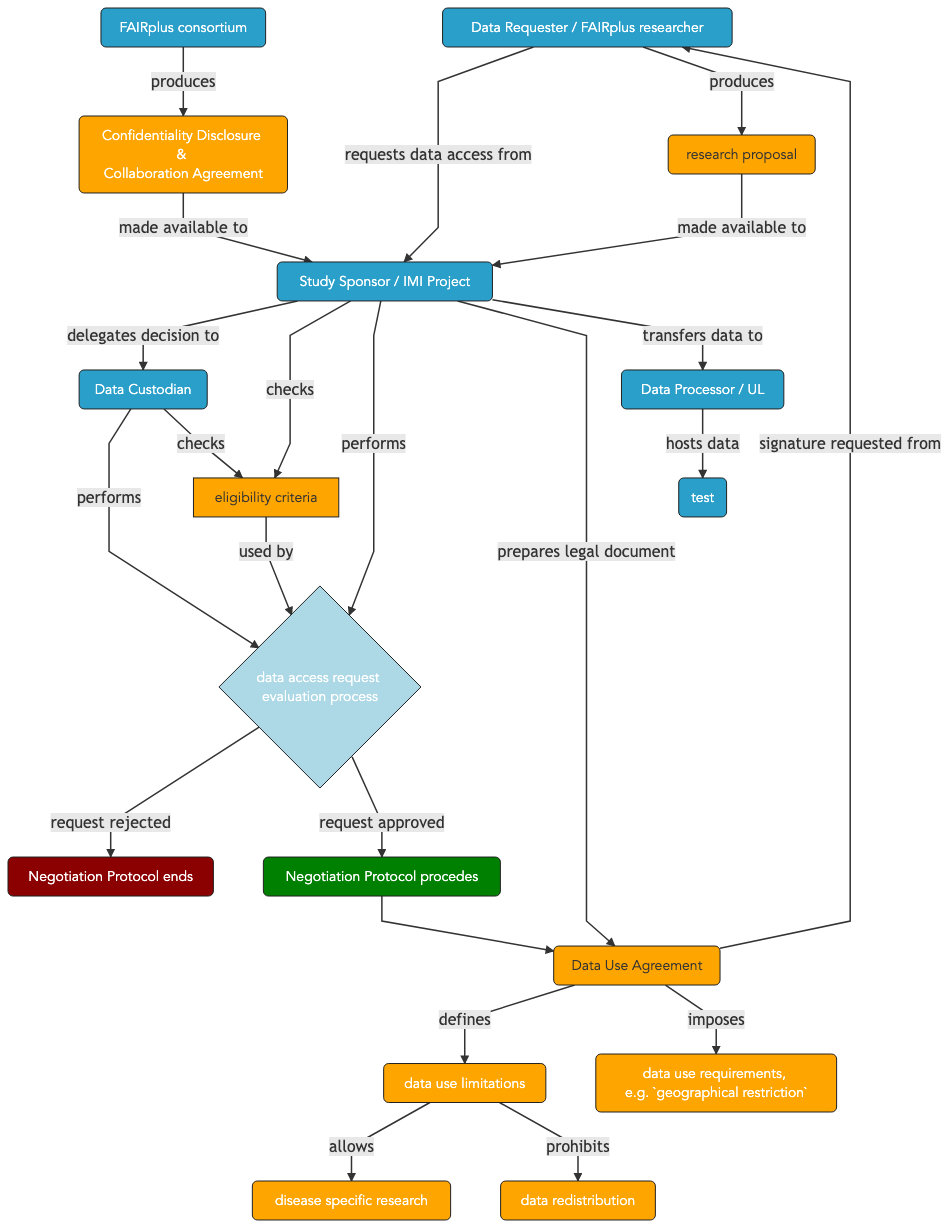 FAIRplus consortium
Data Requester / FAIRplus researcher
produces
produces
Confidentiality Disclosure
&
Collaboration Agreement
requests data access from
research proposal
made available to
made available to
Study Sponsor / IMI Project
delegates decision to
transfers data to
Data Custodian
checks
Data Processor / UL
checks
performs
hosts data
signature requested from
performs
eligibility criteria
test
used by
prepares legal document
data access request
evaluation process
request rejected
request approved
Negotiation Protocol ends
Negotiation Protocol procedes
Data Use Agreement
defines
imposes
data use limitations
data use requirements,
e.g. `geographical restriction`
allows
prohibits
disease specific research
data redistribution